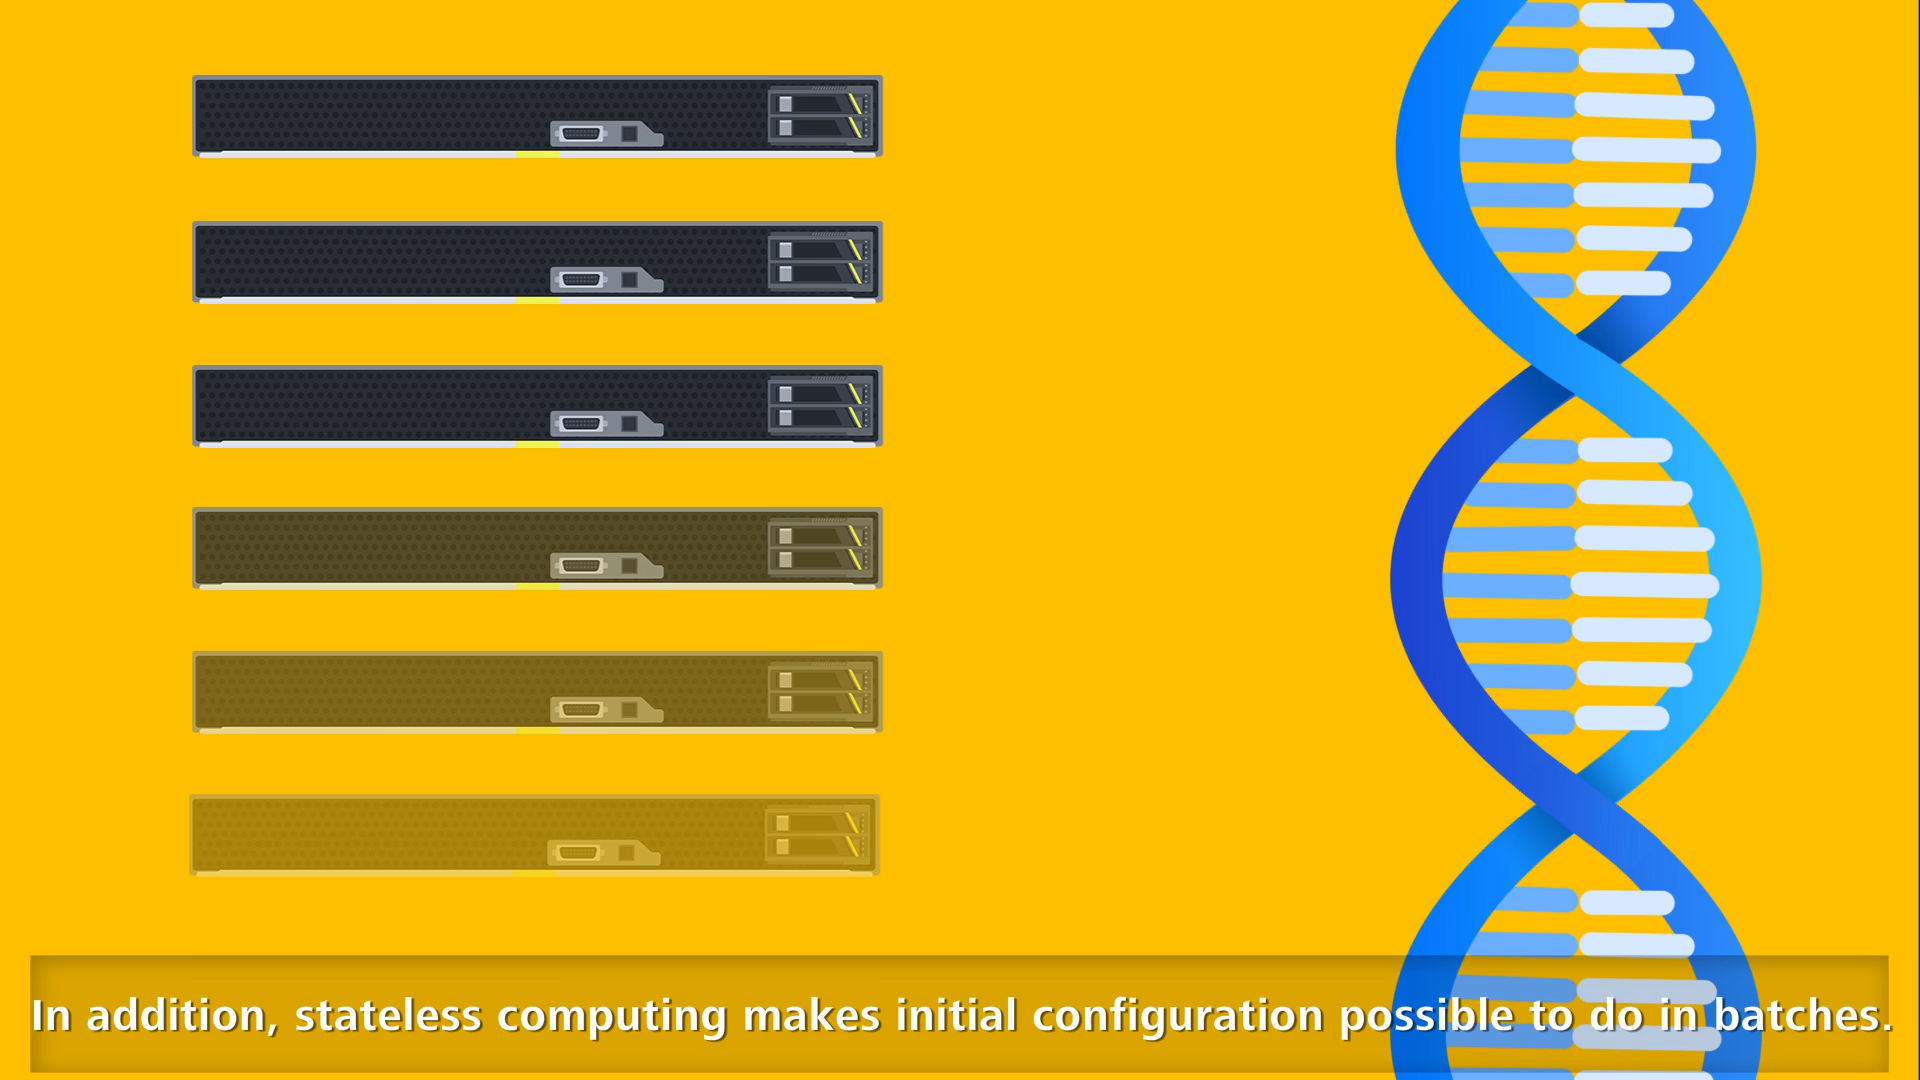 In addition, stateless computing makes initial configuration possible to do in batches.